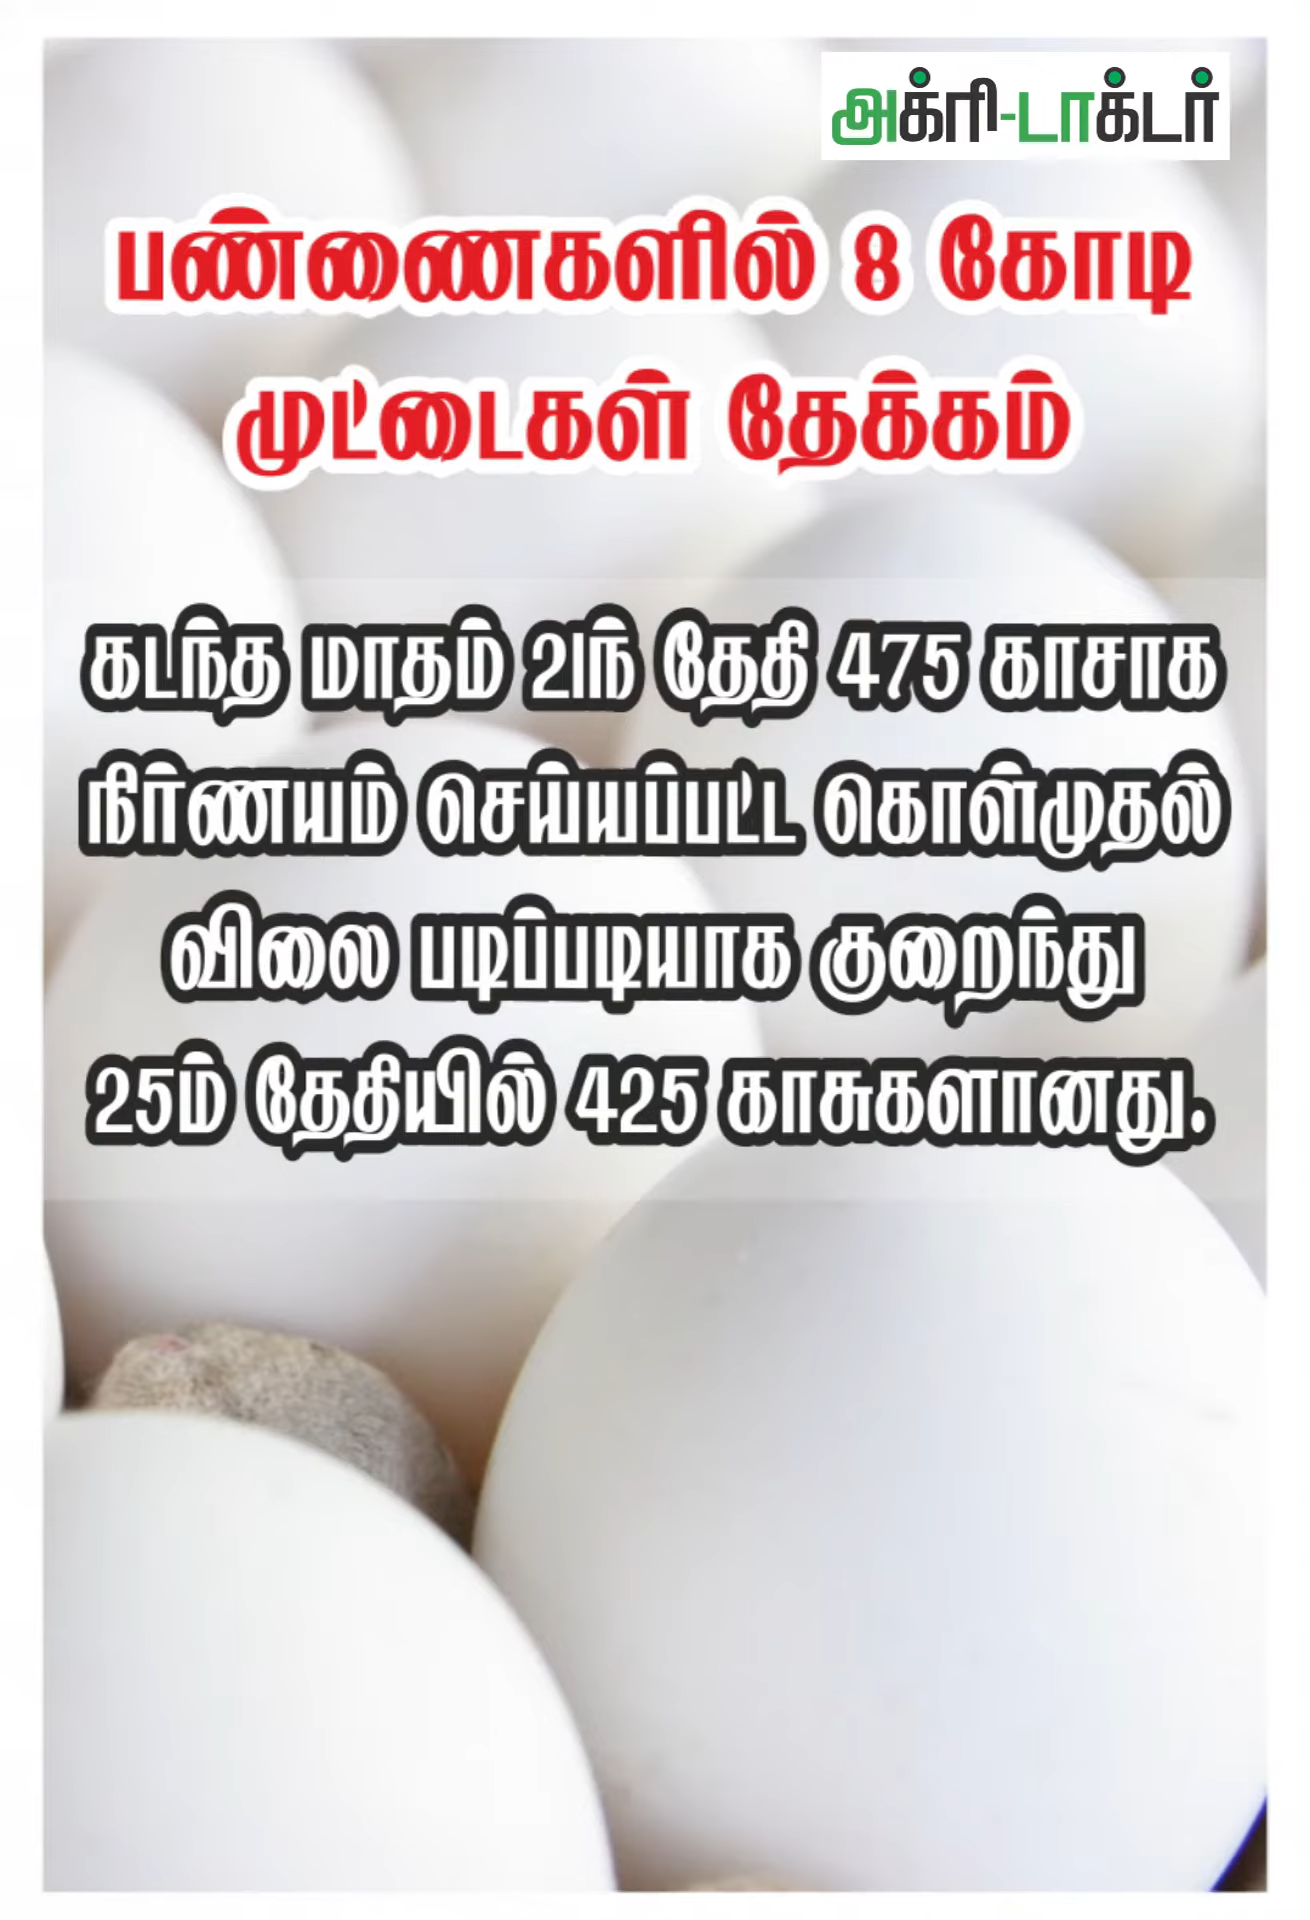 அக்ரி-டாக்டர்
பண்ணைகளில் 8 கோடி
முட்டைகள் தேக்கம்
கடந்த மாதம் 21ந் தேதி 475 காசாக
நிர்ணயம் செய்யப்பட்ட கொள்முதல்
விலை படிப்படியாக குறைந்து
25ம் தேதியில் 425 காசுகளானது.